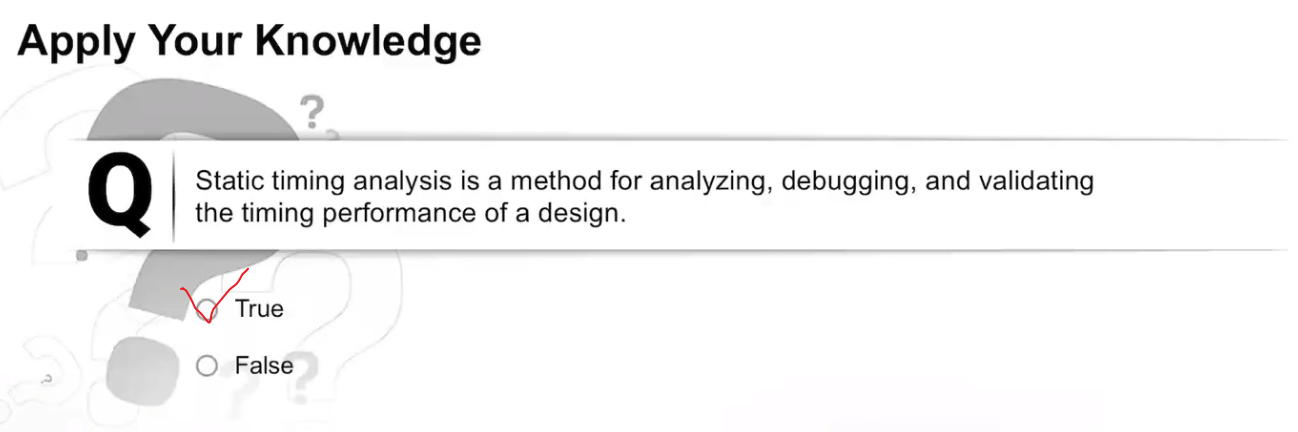 Apply Your Knowledge
Q
Static timing analysis is a method for analyzing, debugging, and validating
the timing performance of a design.
True
False